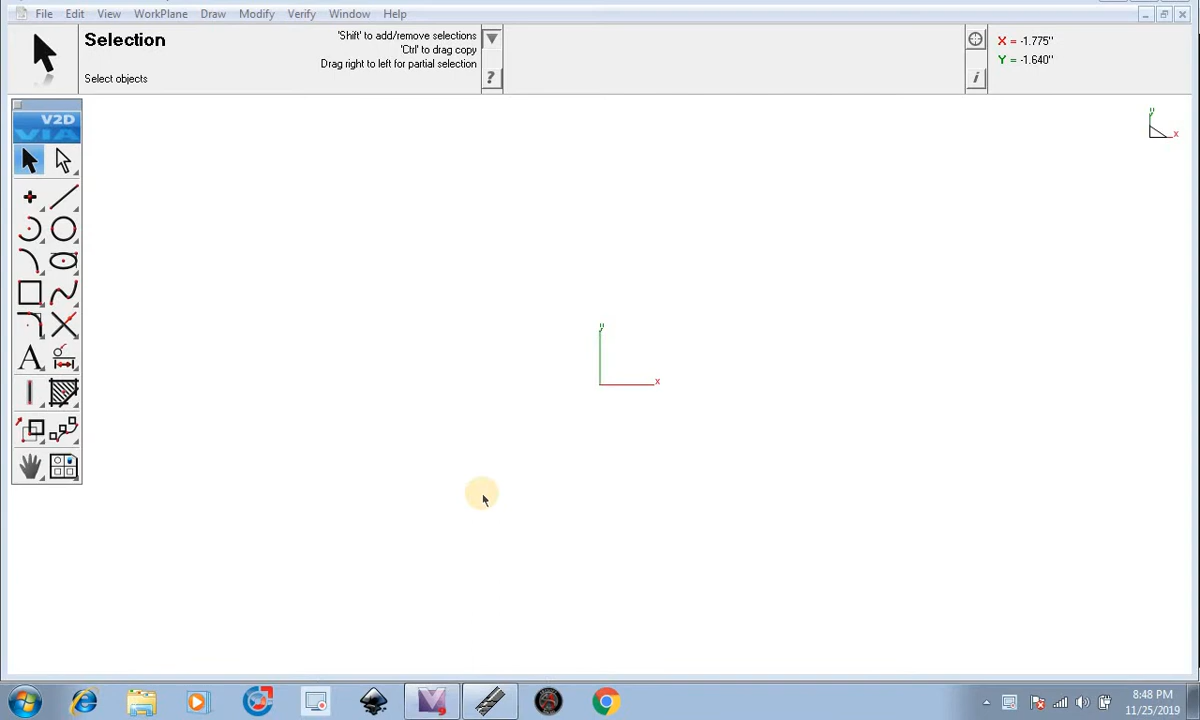 File Edit View WorkPlane Draw Modify Verify Window Help
Selection
'Shift' to add/remove selections
'Ctrl' to drag copy
Drag right to left for partial selection
Select objects
?
i
X = -1.775"
Y = -1.640"
V2D
VIA
A
y
x
y
x
8:48 PM
11/25/2019